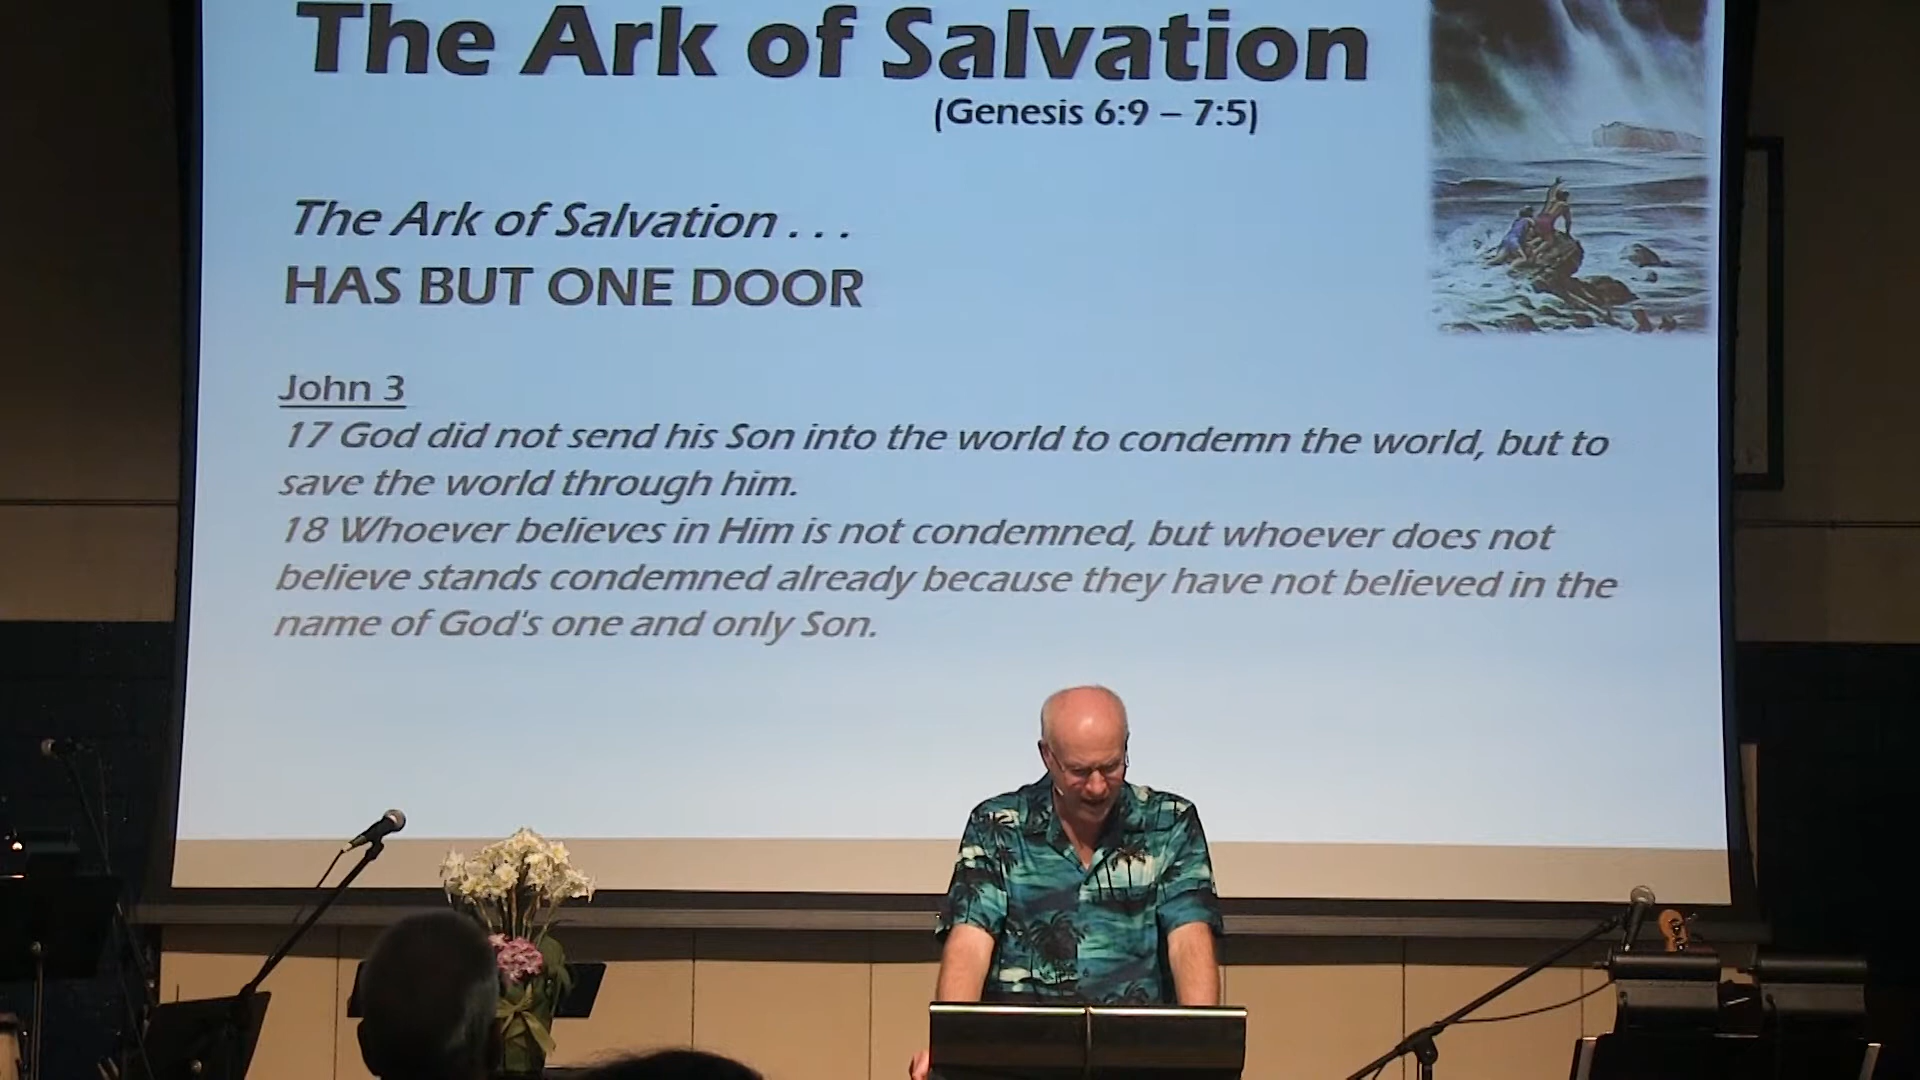 The Ark of Salvation
(Genesis 6:9 – 7:5)
The Ark of Salvation . . .
HAS BUT ONE DOOR
John 3
17 God did not send his Son into the world to condemn the world, but to
save the world through him.
18 Whoever believes in Him is not condemned, but whoever does not
believe stands condemned already because they have not believed in the
name of God's one and only Son.